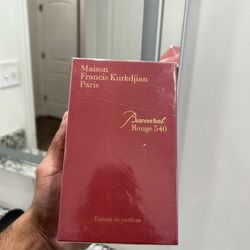 Maison
Francis Kurkdjian
Paris
Baccarat
Rouge 540
Extrait de parfum